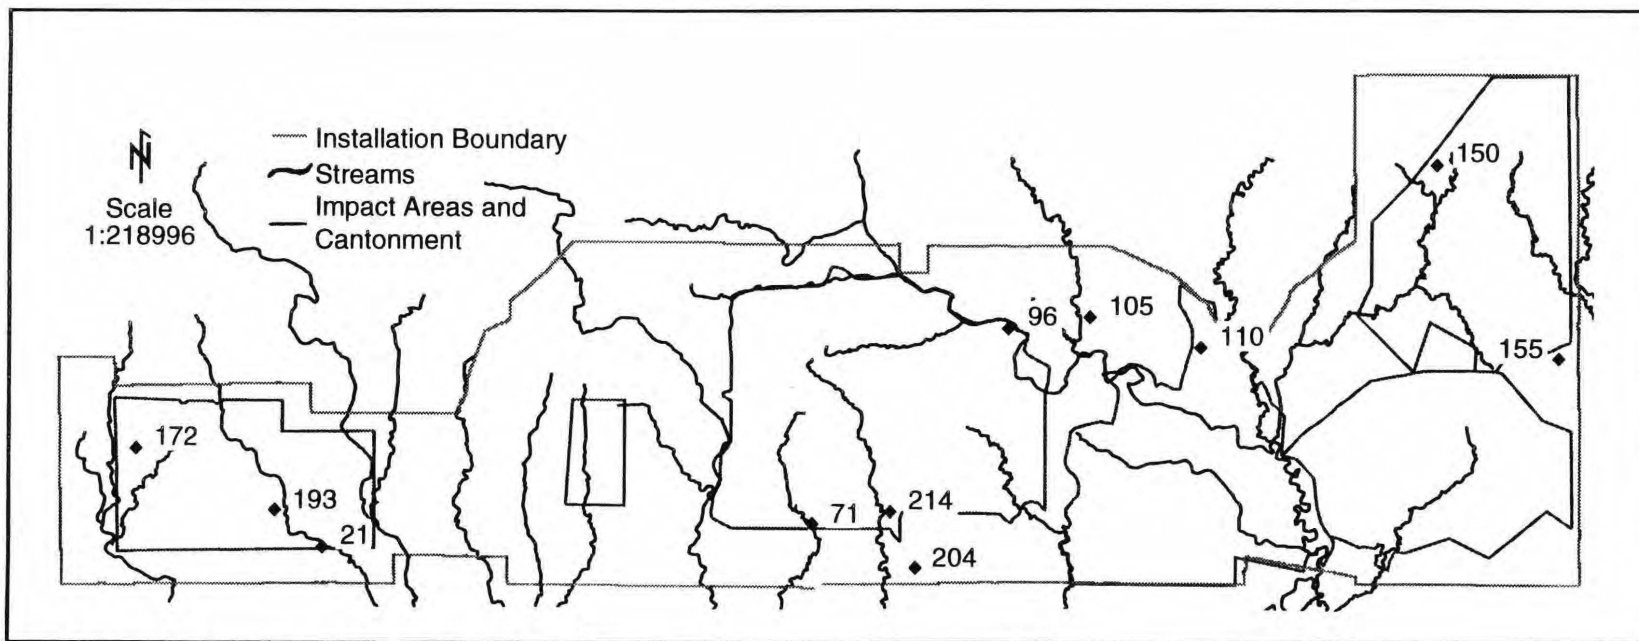 N
Installation Boundary
Streams
Impact Areas and
Cantonment
Scale
1:218996
150
96
105
110
155
172
193
21
71
214
204